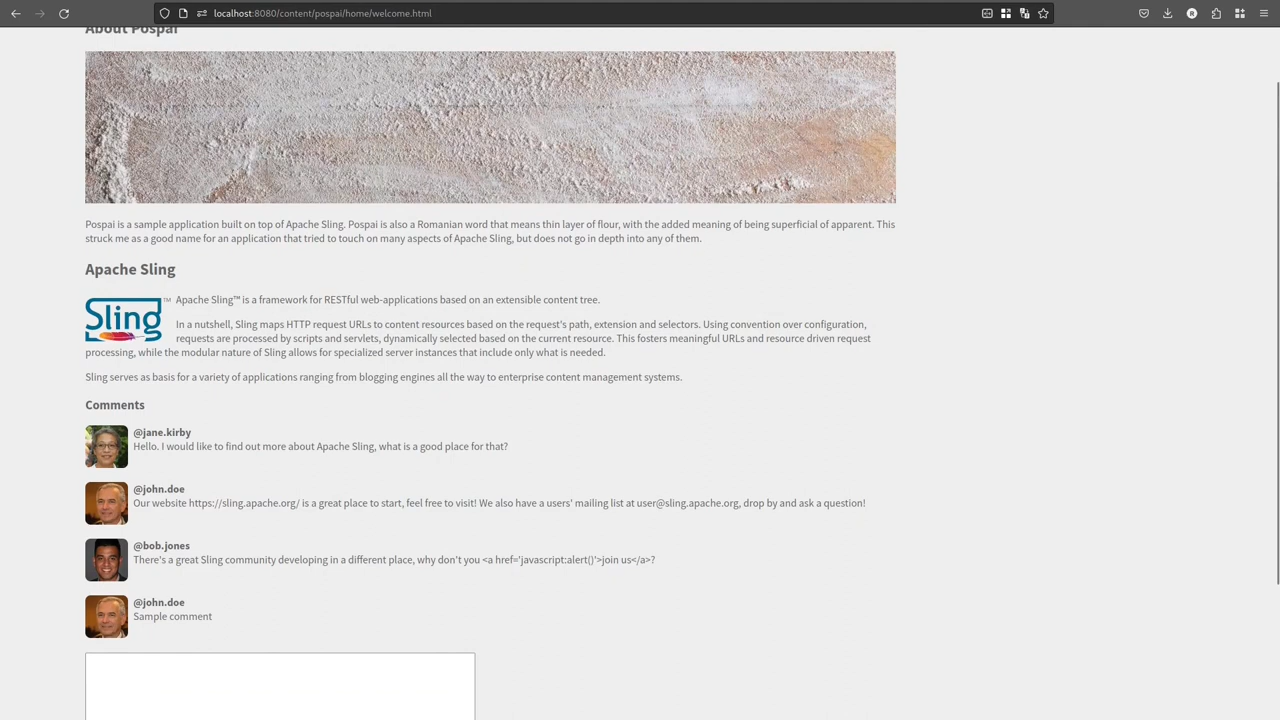 localhost:8080/content/pospai/home/welcome.html
About Pospai
Pospai is a sample application built on top of Apache Sling. Pospai is also a Romanian word that means thin layer of flour, with the added meaning of being superficial of apparent. This
struck me as a good name for an application that tried to touch on many aspects of Apache Sling, but does not go in depth into any of them.
Apache Sling
Sling™
Apache Sling™ is a framework for RESTful web-applications based on an extensible content tree.
In a nutshell, Sling maps HTTP request URLs to content resources based on the request's path, extension and selectors. Using convention over configuration,
requests are processed by scripts and servlets, dynamically selected based on the current resource. This fosters meaningful URLs and resource driven request
processing, while the modular nature of Sling allows for specialized server instances that include only what is needed.
Sling serves as basis for a variety of applications ranging from blogging engines all the way to enterprise content management systems.
Comments
@jane.kirby
Hello. I would like to find out more about Apache Sling, what is a good place for that?
@john.doe
Our website https://sling.apache.org/ is a great place to start, feel free to visit! We also have a users' mailing list at user@sling.apache.org, drop by and ask a question!
@bob.jones
There's a great Sling community developing in a different place, why don't you <a href='javascript:alert()'>join us</a>?
@john.doe
Sample comment